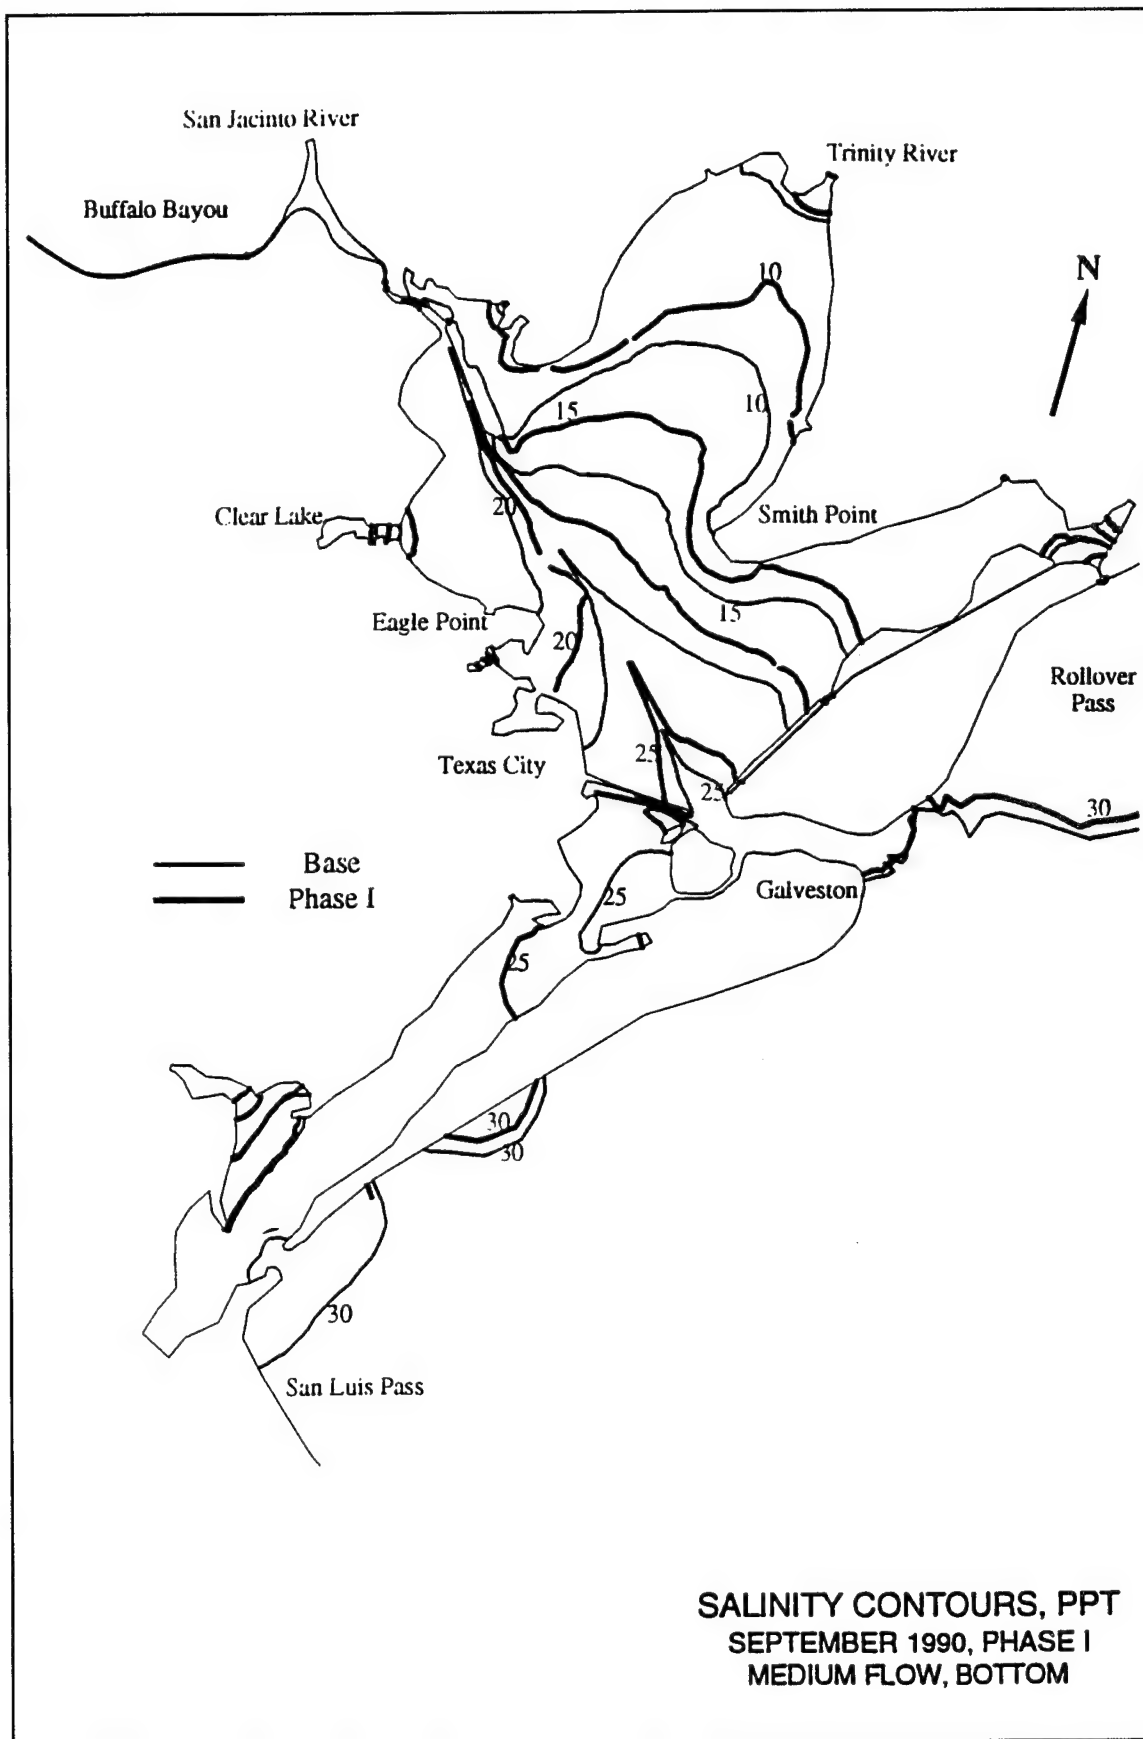 San Jacinto River
Trinity River
Buffalo Bayou
N
10
15
10
20
Clear Lake
Smith Point
Eagle Point
15
20
Rollover
Pass
25
Texas City
25
30
Base
Phase I
Galveston
25
25
30
30
30
San Luis Pass
SALINITY CONTOURS, PPT
SEPTEMBER 1990, PHASE I
MEDIUM FLOW, BOTTOM